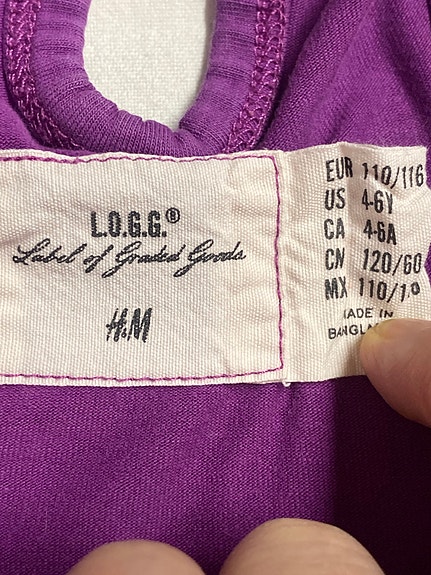 L.O.G.G.®
Label of Graded Goods
H&M
EUR 110/116
US 4-6Y
CA 4-6A
CN 120/60
MX 110/1
MADE IN